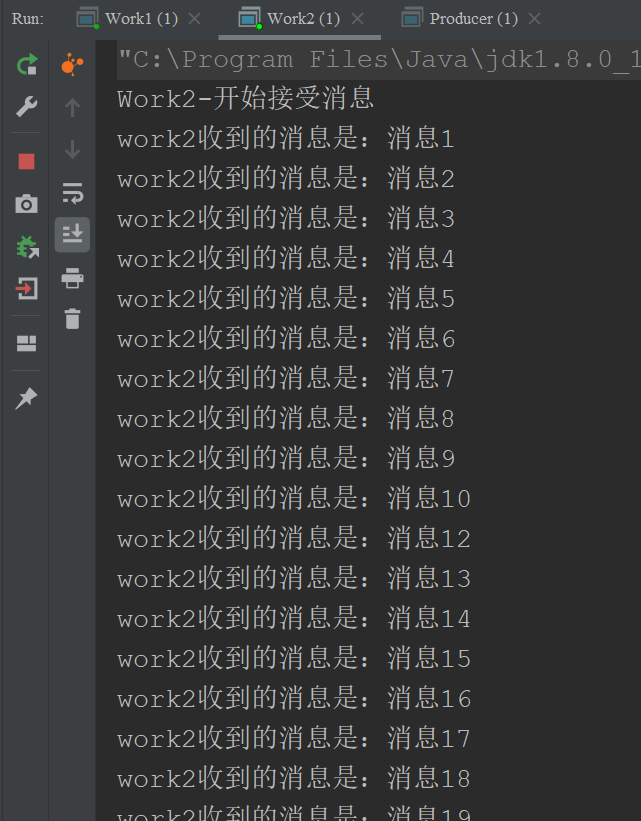 Run: Work1 (1) Work2 (1) Producer (1)
"C:\Program Files\Java\jdk1.8.0_1
Work2-开始接受消息
work2收到的消息是：消息1
work2收到的消息是：消息2
work2收到的消息是：消息3
work2收到的消息是：消息4
work2收到的消息是：消息5
work2收到的消息是：消息6
work2收到的消息是：消息7
work2收到的消息是：消息8
work2收到的消息是：消息9
work2收到的消息是：消息10
work2收到的消息是：消息12
work2收到的消息是：消息13
work2收到的消息是：消息14
work2收到的消息是：消息15
work2收到的消息是：消息16
work2收到的消息是：消息17
work2收到的消息是：消息18
work2收到的消息是：消息19